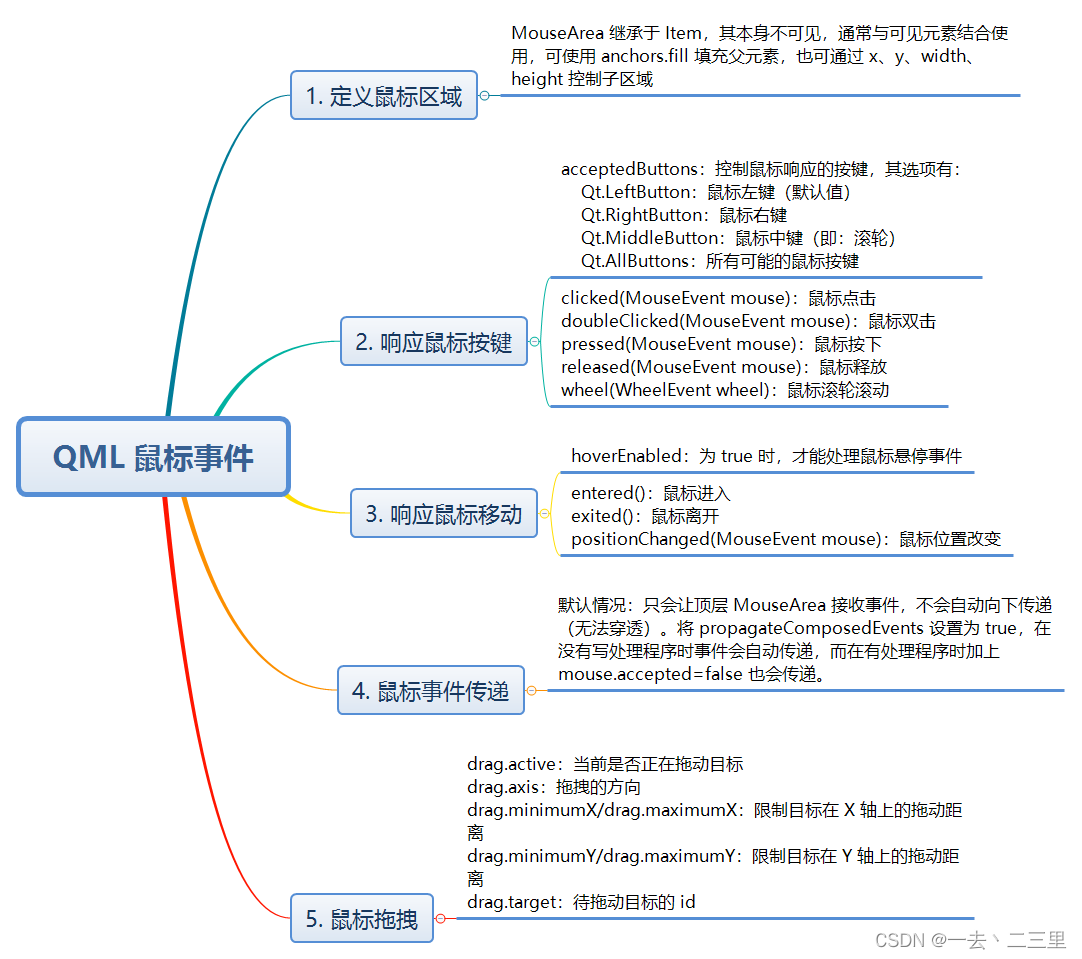 MouseArea 继承于 Item，其本身不可见，通常与可见元素结合使
用，可使用 anchors.fill 填充父元素，也可通过 x、y、width、
height 控制子区域
1. 定义鼠标区域
acceptedButtons：控制鼠标响应的按键，其选项有：
Qt.LeftButton：鼠标左键（默认值）
Qt.RightButton：鼠标右键
Qt.MiddleButton：鼠标中键（即：滚轮）
Qt.AllButtons：所有可能的鼠标按键
clicked(MouseEvent mouse)：鼠标点击
doubleClicked(MouseEvent mouse)：鼠标双击
pressed(MouseEvent mouse)：鼠标按下
released(MouseEvent mouse)：鼠标释放
wheel(WheelEvent wheel)：鼠标滚轮滚动
2. 响应鼠标按键
QML 鼠标事件
hoverEnabled：为 true 时，才能处理鼠标悬停事件
entered()：鼠标进入
exited()：鼠标离开
positionChanged(MouseEvent mouse)：鼠标位置改变
3. 响应鼠标移动
默认情况：只会让顶层 MouseArea 接收事件，不会自动向下传递
（无法穿透）。将 propagateComposedEvents 设置为 true，在
没有写处理程序时事件会自动传递，而在有处理程序时加上
mouse.accepted=false 也会传递。
4. 鼠标事件传递
drag.active：当前是否正在拖动目标
drag.axis：拖拽的方向
drag.minimumX/drag.maximumX：限制目标在 X 轴上的拖动距
离
drag.minimumY/drag.maximumY：限制目标在 Y 轴上的拖动距
离
drag.target：待拖动目标的 id
5. 鼠标拖拽
CSDN @一去丶二三里